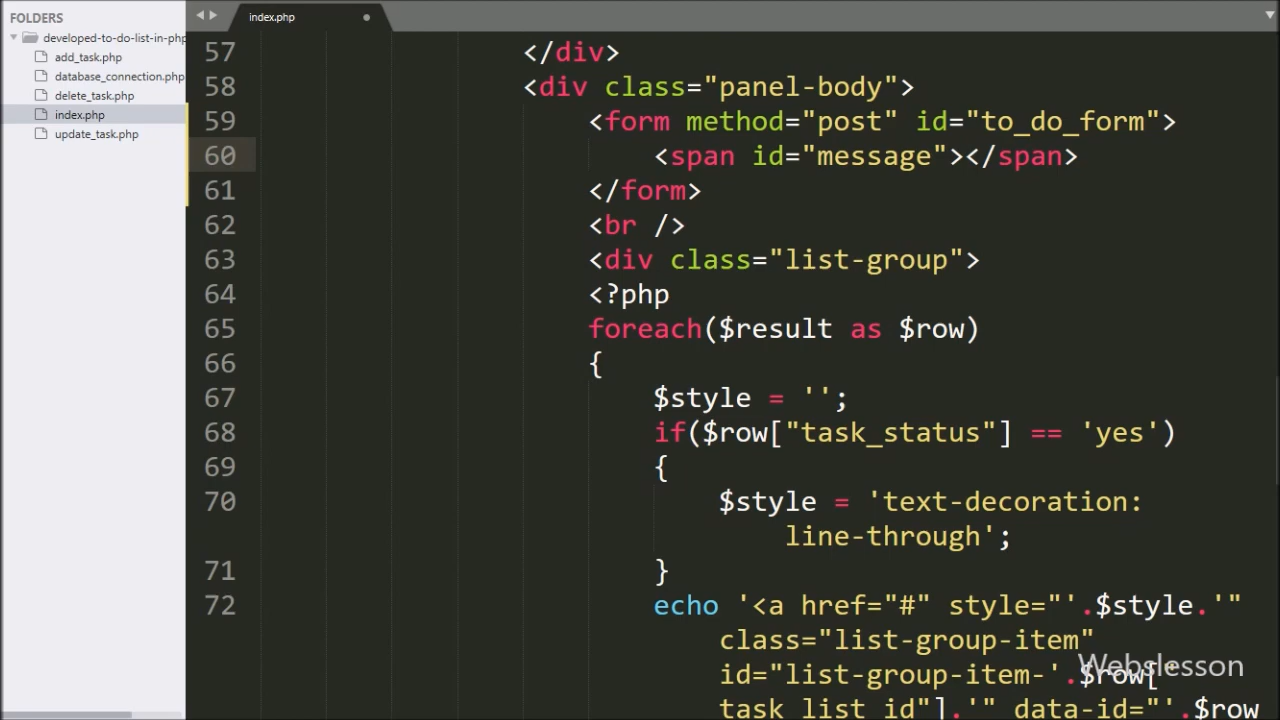 FOLDERS
developed-to-do-list-in-php
add_task.php
database_connection.php
delete_task.php
index.php
update_task.php
index.php
57 </div>
58 <div class="panel-body">
59 <form method="post" id="to_do_form">
60 <span id="message"></span>
61 </form>
62 <br />
63 <div class="list-group">
64 <?php
65 foreach($result as $row)
66 {
67 $style = '';
68 if($row["task_status"] == 'yes')
69 {
70 $style = 'text-decoration:
line-through';
71 }
72 echo '<a href="#" style="'.$style.'"
class="list-group-item"
id="list-group-item-'.$row["
task_list_id"].'" data-id="'.$row
Webslesson